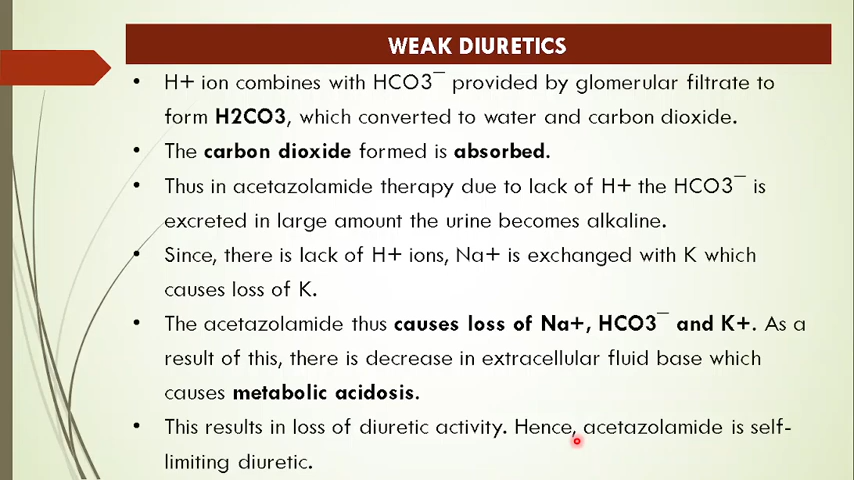 WEAK DIURETICS
• H+ ion combines with HCO3¯ provided by glomerular filtrate to
form H2CO3, which converted to water and carbon dioxide.
• The carbon dioxide formed is absorbed.
• Thus in acetazolamide therapy due to lack of H+ the HCO3¯ is
excreted in large amount the urine becomes alkaline.
• Since, there is lack of H+ ions, Na+ is exchanged with K which
causes loss of K.
• The acetazolamide thus causes loss of Na+, HCO3¯ and K+. As a
result of this, there is decrease in extracellular fluid base which
causes metabolic acidosis.
• This results in loss of diuretic activity. Hence, acetazolamide is self-
limiting diuretic.